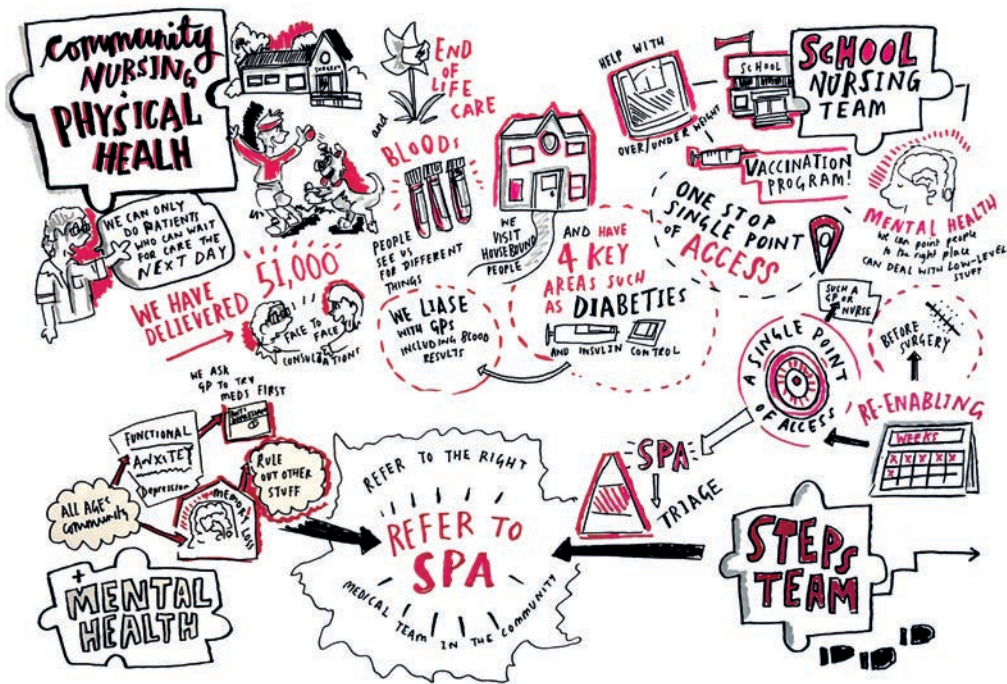 Community
NURSING
+
PHYSICAL
HEALH
SURGERY
WE CAN ONLY
DO PATIENTS
WHO CAN WAIT
FOR CARE THE
NEXT DAY
END
OF
LIFE
CARE
and
BLOODS
PEOPLE
SEE US
FOR DIFFERENT
THINGS
WE HAVE
DELIEVERED
51,000
FACE TO
FACE
CONSULTATIONS
WE
VISIT
HOUSEBOUND
PEOPLE
AND HAVE
4 KEY
AREAS SUCH
AS
DIABETIES
AND INSULIN CONTROL
WE LIASE
WITH GPs
INCLUDING BLOOD
RESULTS
HELP WITH
OVER/UNDER WEIGHT
SCHOOL
SCHOOL
NURSING
TEAM
VACCINATION
PROGRAM!
ONE STOP
SINGLE POINT
OF ACCESS
MENTAL HEALTH
We can point people
to the right place
CAN DEAL WITH LOW-LEVEL
STUFF
SUCH A
GP OR
NURSE
A SINGLE POINT
OF ACCESS
BEFORE
SURGERY
RE-ENABLING
WEEKS
X X X X X
X
SPA
TRIAGE
STEPS
TEAM
WE ASK
GP TO TRY
MEDS FIRST
FUNCTIONAL
ANXITEY
Depression
ALL AGES
Community
MEMORY LOSS
RULE
OUT OTHER
STUFF
+
MENTAL
HEALTH
REFER TO THE RIGHT
REFER TO
SPA
MEDICAL TEAM IN THE COMMUNITY